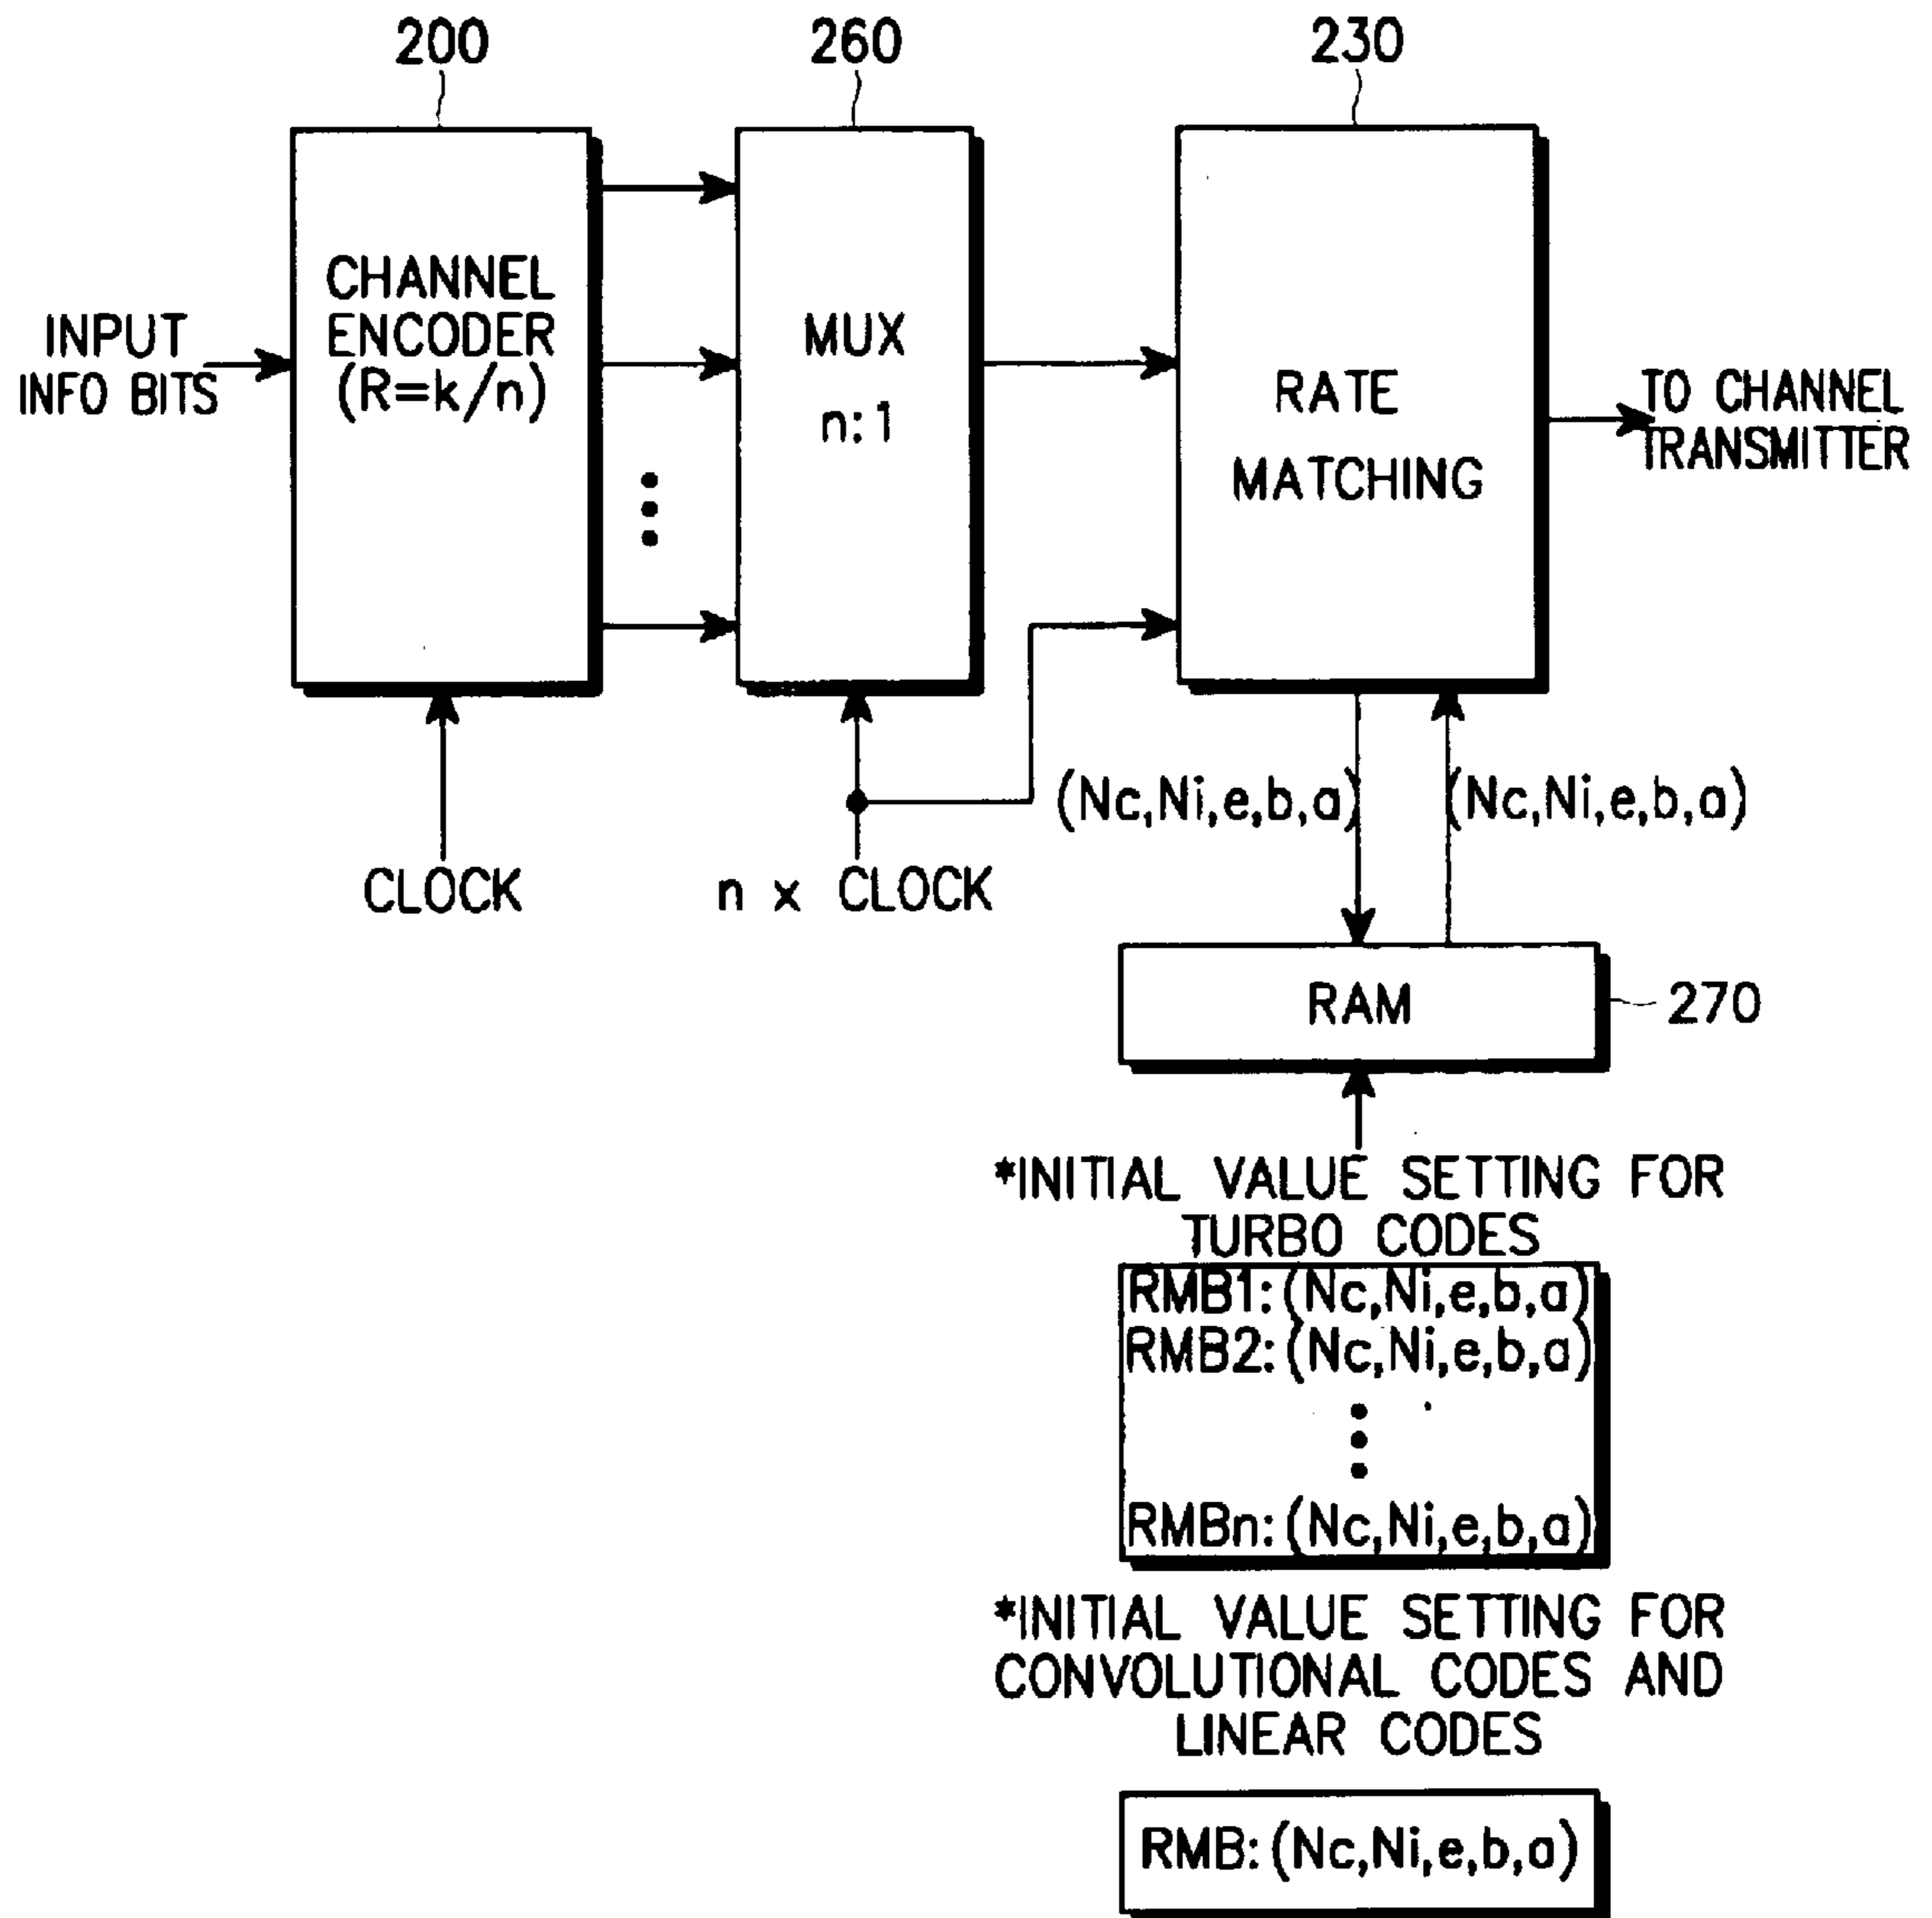 200
260
230
INPUT
INFO BITS
CHANNEL
ENCODER
(R=k/n)
MUX
n:1
RATE
MATCHING
TO CHANNEL
TRANSMITTER
CLOCK
n x CLOCK
(Nc,Ni,e,b,a)
(Nc,Ni,e,b,a)
RAM
270
*INITIAL VALUE SETTING FOR
TURBO CODES
RMB1:(Nc,Ni,e,b,a)
RMB2:(Nc,Ni,e,b,a)
RMBn:(Nc,Ni,e,b,a)
*INITIAL VALUE SETTING FOR
CONVOLUTIONAL CODES AND
LINEAR CODES
RMB:(Nc,Ni,e,b,a)